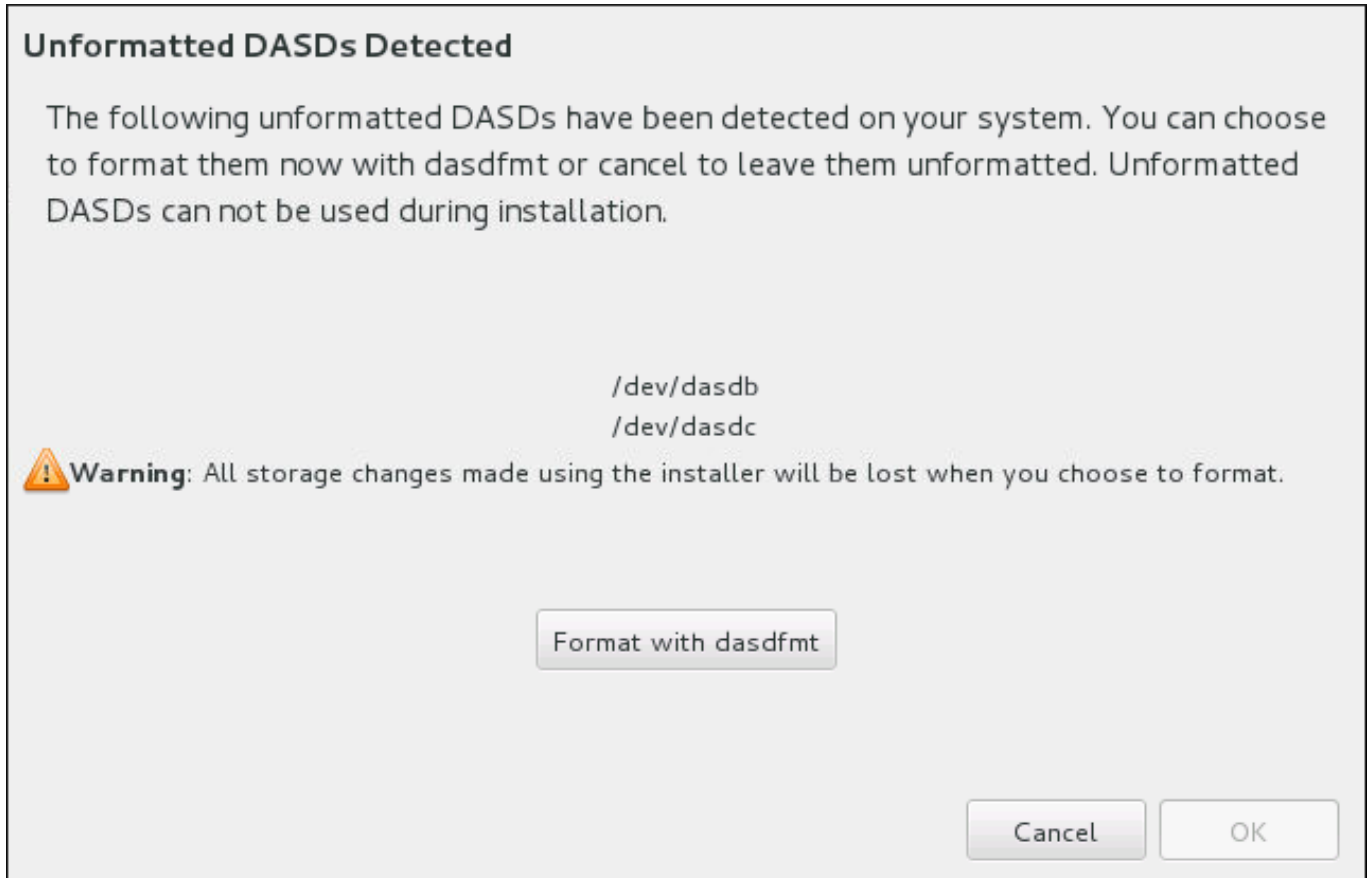 Unformatted DASDs Detected
The following unformatted DASDs have been detected on your system. You can choose
to format them now with dasdfmt or cancel to leave them unformatted. Unformatted
DASDs can not be used during installation.
/dev/dasdb
/dev/dasdc
Warning: All storage changes made using the installer will be lost when you choose to format.
Format with dasdfmt
Cancel
OK